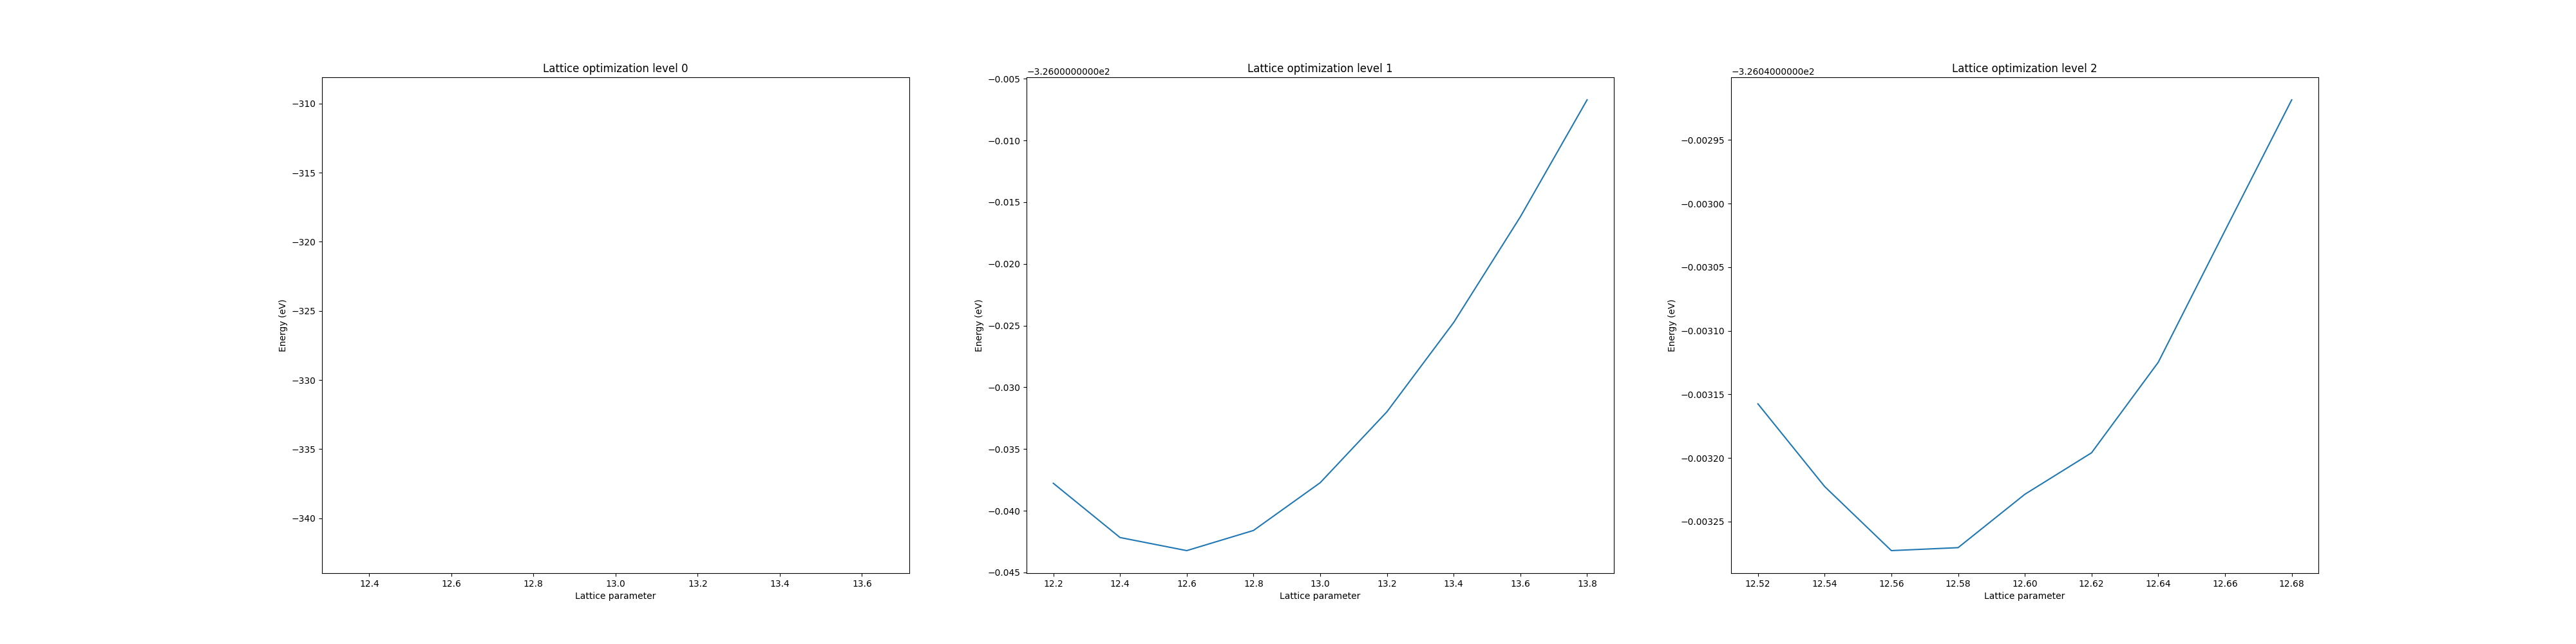 Lattice optimization level 0
−310
−315
−320
−325
−330
−335
−340
Energy (eV)
12.4 12.6 12.8 13.0 13.2 13.4 13.6
Lattice parameter
Lattice optimization level 1
−3.2600000000e2
−0.005
−0.010
−0.015
−0.020
−0.025
−0.030
−0.035
−0.040
−0.045
Energy (eV)
12.2 12.4 12.6 12.8 13.0 13.2 13.4 13.6 13.8
Lattice parameter
Lattice optimization level 2
−3.2604000000e2
−0.00295
−0.00300
−0.00305
−0.00310
−0.00315
−0.00320
−0.00325
Energy (eV)
12.52 12.54 12.56 12.58 12.60 12.62 12.64 12.66 12.68
Lattice parameter